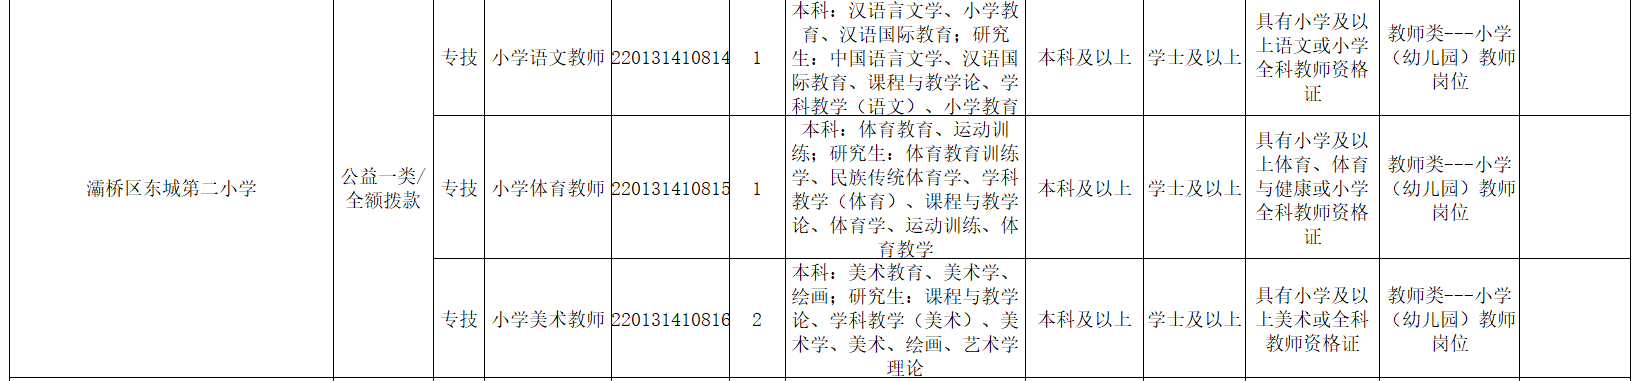 灞桥区东城第二小学
公益一类/
全额拨款
专技
小学语文教师
220131410814
1
本科：汉语言文学、小学教
育、汉语国际教育；研究
生：中国语言文学、汉语国
际教育、课程与教学论、学
科教学（语文）、小学教育
本科及以上
学士及以上
具有小学及以
上语文或小学
全科教师资格
证
教师类---小学
（幼儿园）教师
岗位
专技
小学体育教师
220131410815
1
本科：体育教育、运动训
练；研究生：体育教育训练
学、民族传统体育学、学科
教学（体育）、课程与教学
论、体育学、运动训练、体
育教学
本科及以上
学士及以上
具有小学及以
上体育、体育
与健康或小学
全科教师资格
证
教师类---小学
（幼儿园）教师
岗位
专技
小学美术教师
220131410816
2
本科：美术教育、美术学、
绘画；研究生：课程与教学
论、学科教学（美术）、美
术学、美术、绘画、艺术学
理论
本科及以上
学士及以上
具有小学及以
上美术或全科
教师资格证
教师类---小学
（幼儿园）教师
岗位